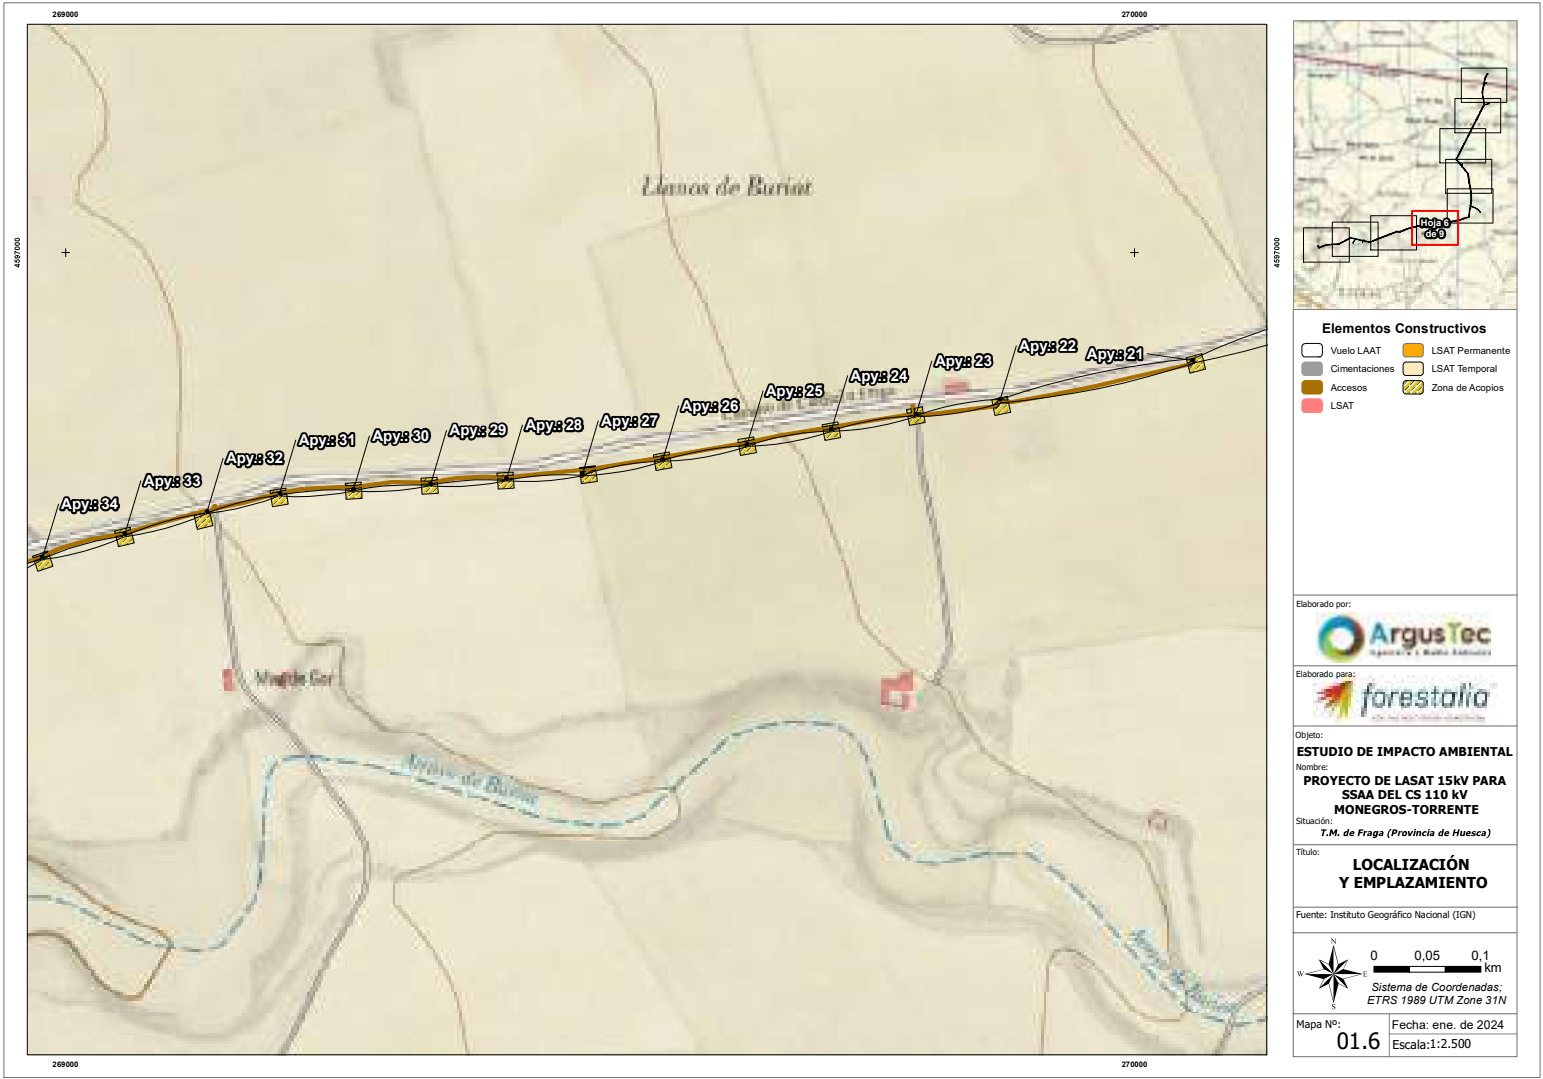 269000
270000
4597000
4597000
Llanos de Buriat
Apy.: 21
Apy.: 22
Apy.: 23
Apy.: 24
Apy.: 25
Apy.: 26
Apy.: 27
Apy.: 28
Apy.: 29
Apy.: 30
Apy.: 31
Apy.: 32
Apy.: 33
Apy.: 34
Arroyo de Buriat
269000
270000
Hoja 6
de 9
Elementos Constructivos
Vuelo LAAT
Cimentaciones
Accesos
LSAT
LSAT Permanente
LSAT Temporal
Zona de Acopios
Elaborado por:
ArgusTec
Ingeniería y Medio Ambiente
Elaborado para:
forestalia
Objeto:
ESTUDIO DE IMPACTO AMBIENTAL
Nombre:
PROYECTO DE LASAT 15kV PARA
SSAA DEL CS 110 kV
MONEGROS-TORRENTE
Situación:
T.M. de Fraga (Provincia de Huesca)
Título:
LOCALIZACIÓN
Y EMPLAZAMIENTO
Fuente: Instituto Geográfico Nacional (IGN)
N
W
E
S
0 0,05 0,1
km
Sistema de Coordenadas;
ETRS 1989 UTM Zone 31N
Mapa Nº:
01.6
Fecha: ene. de 2024
Escala:1:2.500